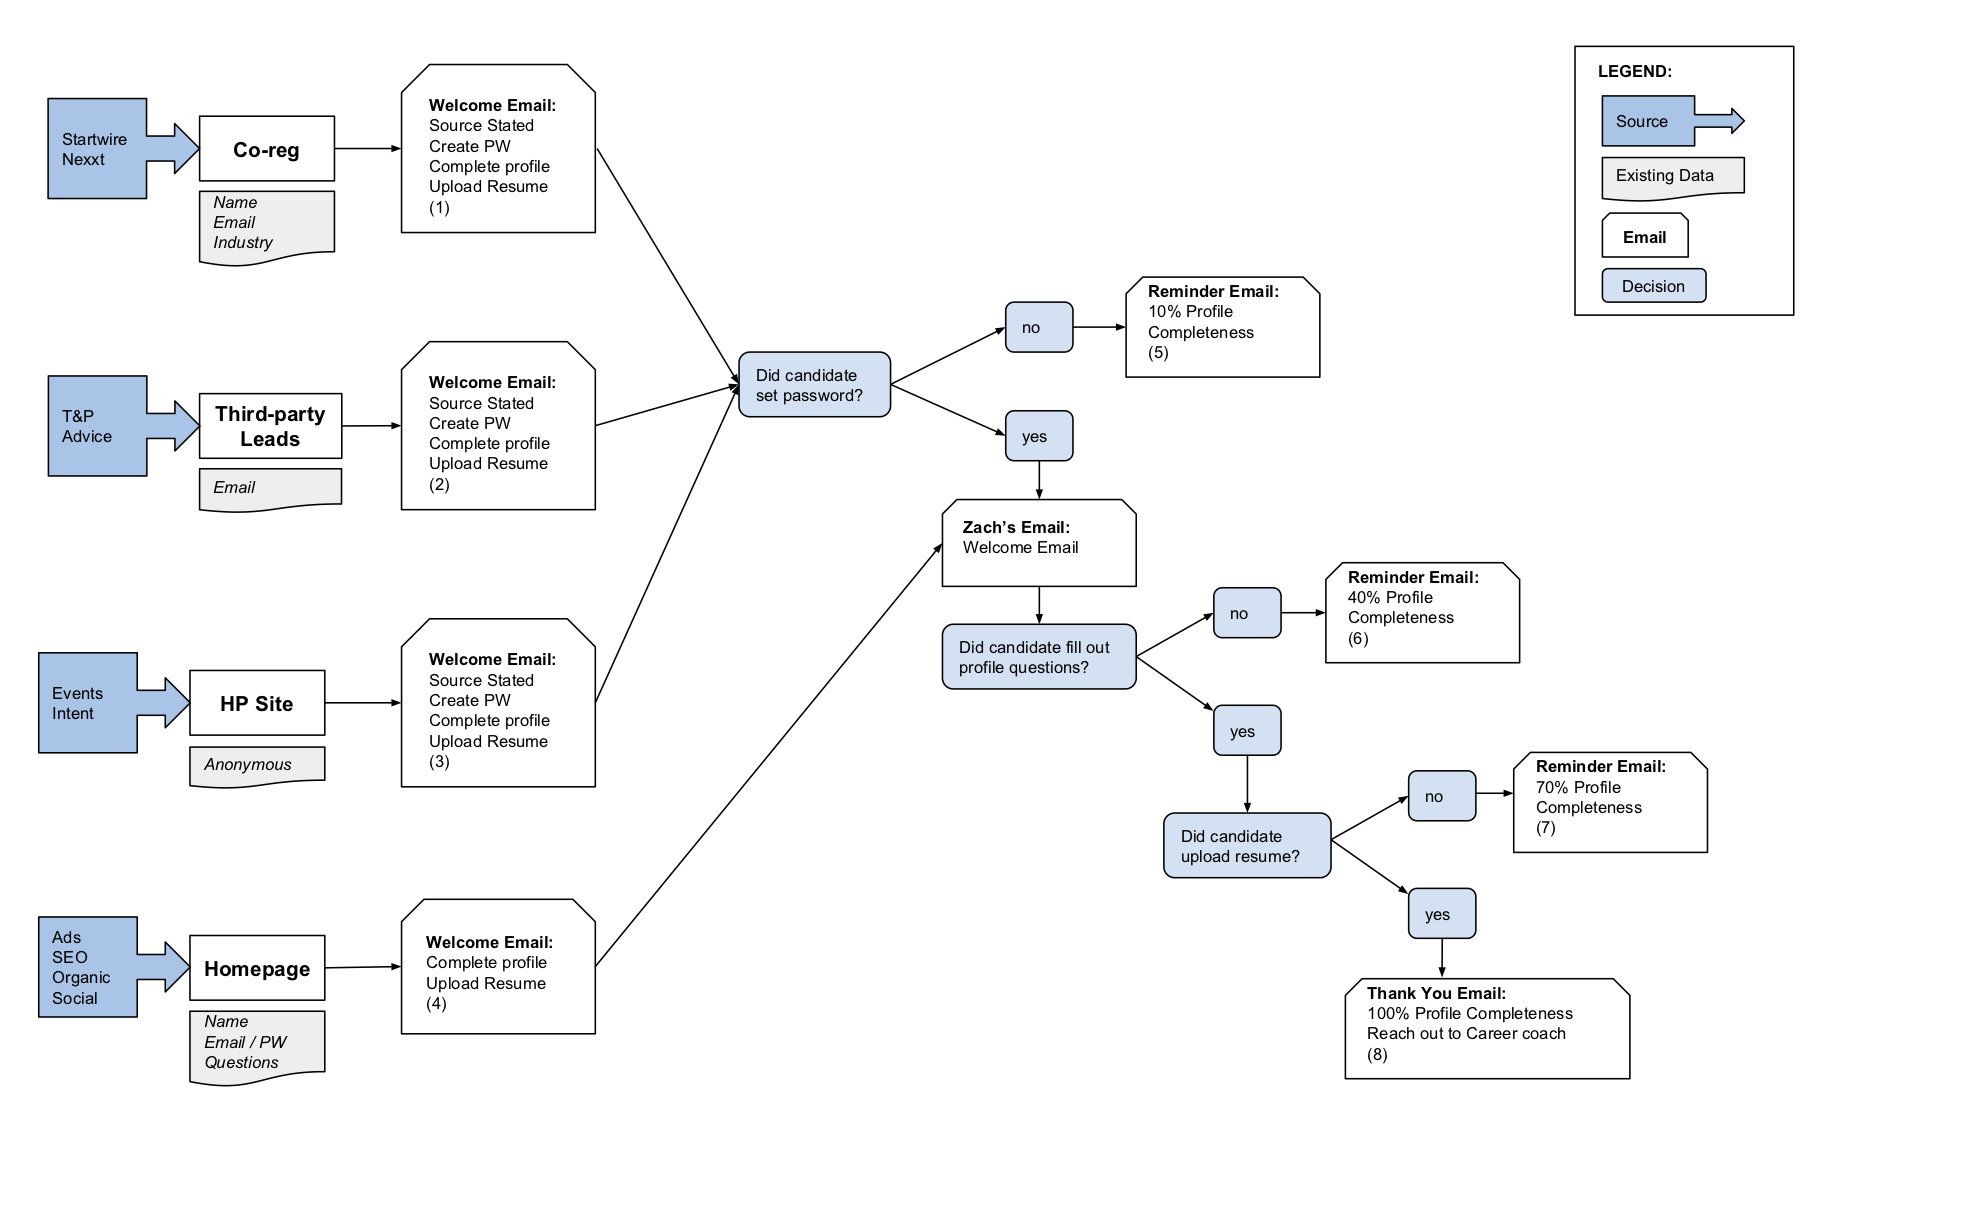 Startwire
Nexxt
Co-reg
Name
Email
Industry
Welcome Email:
Source Stated
Create PW
Complete profile
Upload Resume
(1)
T&P
Advice
Third-party
Leads
Email
Welcome Email:
Source Stated
Create PW
Complete profile
Upload Resume
(2)
Events
Intent
HP Site
Anonymous
Welcome Email:
Source Stated
Create PW
Complete profile
Upload Resume
(3)
Ads
SEO
Organic
Social
Homepage
Name
Email / PW
Questions
Welcome Email:
Complete profile
Upload Resume
(4)
Did candidate
set password?
no
Reminder Email:
10% Profile
Completeness
(5)
yes
Zach’s Email:
Welcome Email
Did candidate fill out
profile questions?
no
Reminder Email:
40% Profile
Completeness
(6)
yes
Did candidate
upload resume?
no
Reminder Email:
70% Profile
Completeness
(7)
yes
Thank You Email:
100% Profile Completeness
Reach out to Career coach
(8)
LEGEND:
Source
Existing Data
Email
Decision